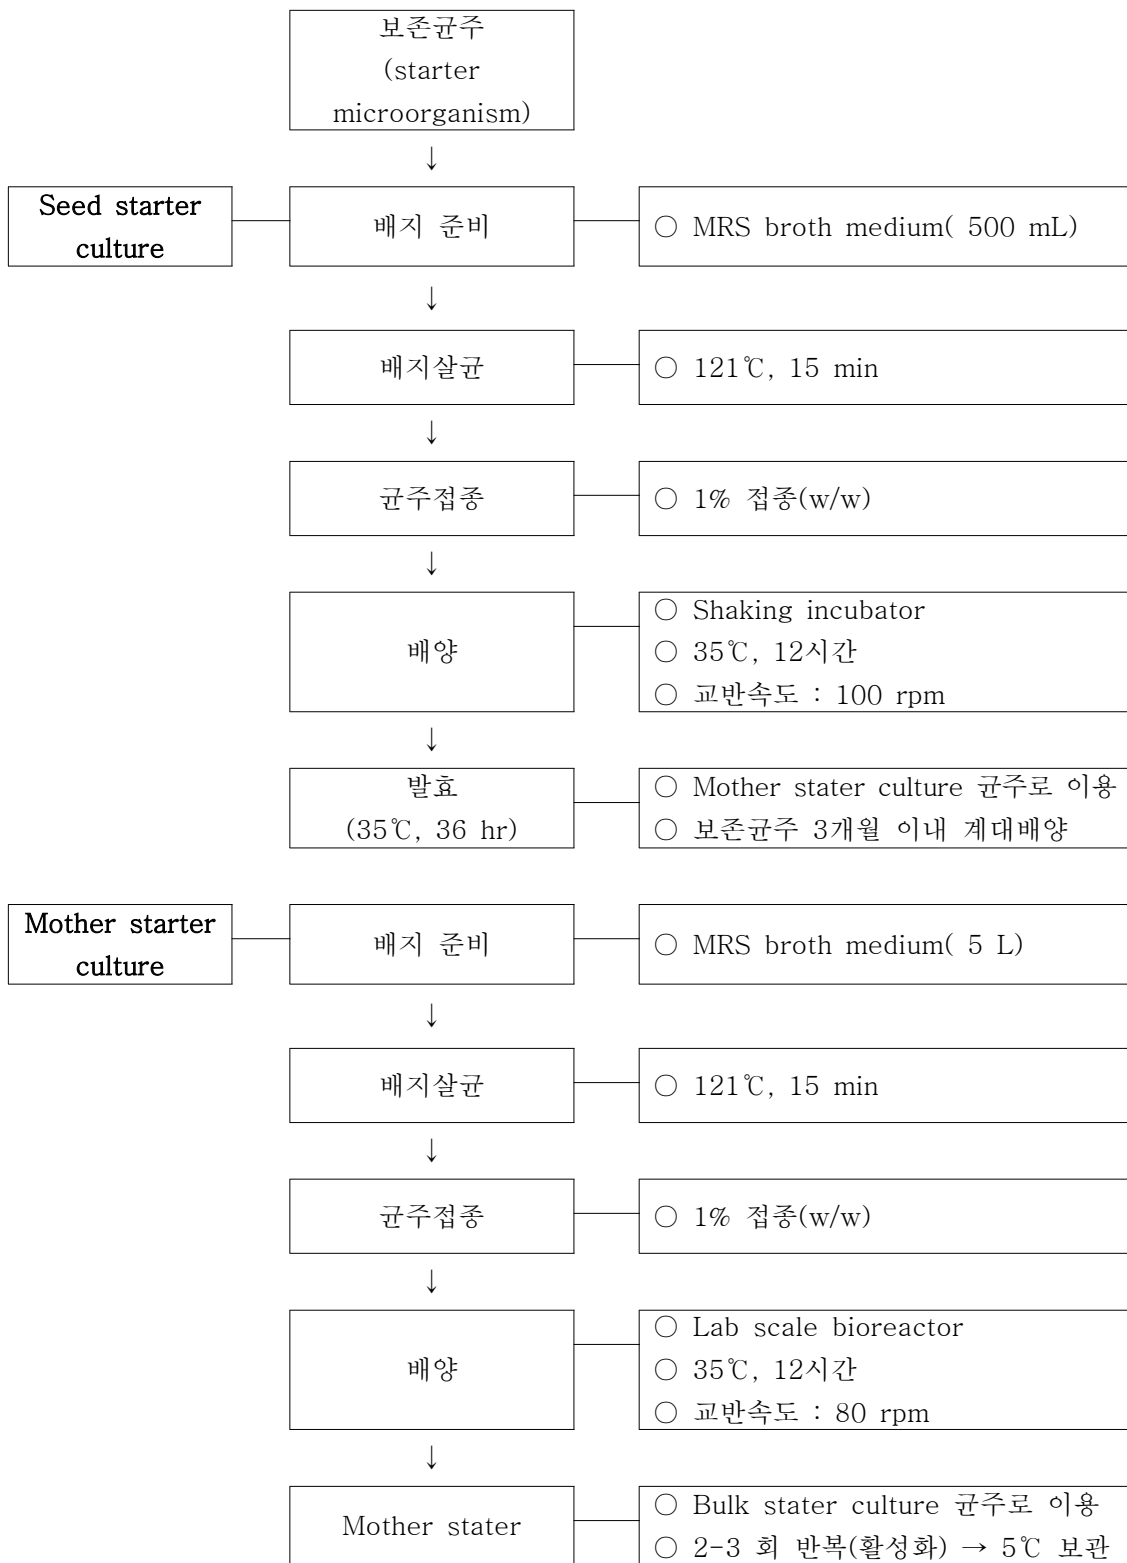 보존균주
(starter
microorganism)
↓
Seed starter
culture
배지 준비
○ MRS broth medium( 500 mL)
↓
배지살균
○ 121℃, 15 min
↓
균주접종
○ 1% 접종(w/w)
↓
배양
○ Shaking incubator
○ 35℃, 12시간
○ 교반속도 : 100 rpm
↓
발효
(35℃, 36 hr)
○ Mother stater culture 균주로 이용
○ 보존균주 3개월 이내 계대배양
Mother starter
culture
배지 준비
○ MRS broth medium( 5 L)
↓
배지살균
○ 121℃, 15 min
↓
균주접종
○ 1% 접종(w/w)
↓
배양
○ Lab scale bioreactor
○ 35℃, 12시간
○ 교반속도 : 80 rpm
↓
Mother stater
○ Bulk stater culture 균주로 이용
○ 2-3 회 반복(활성화) → 5℃ 보관